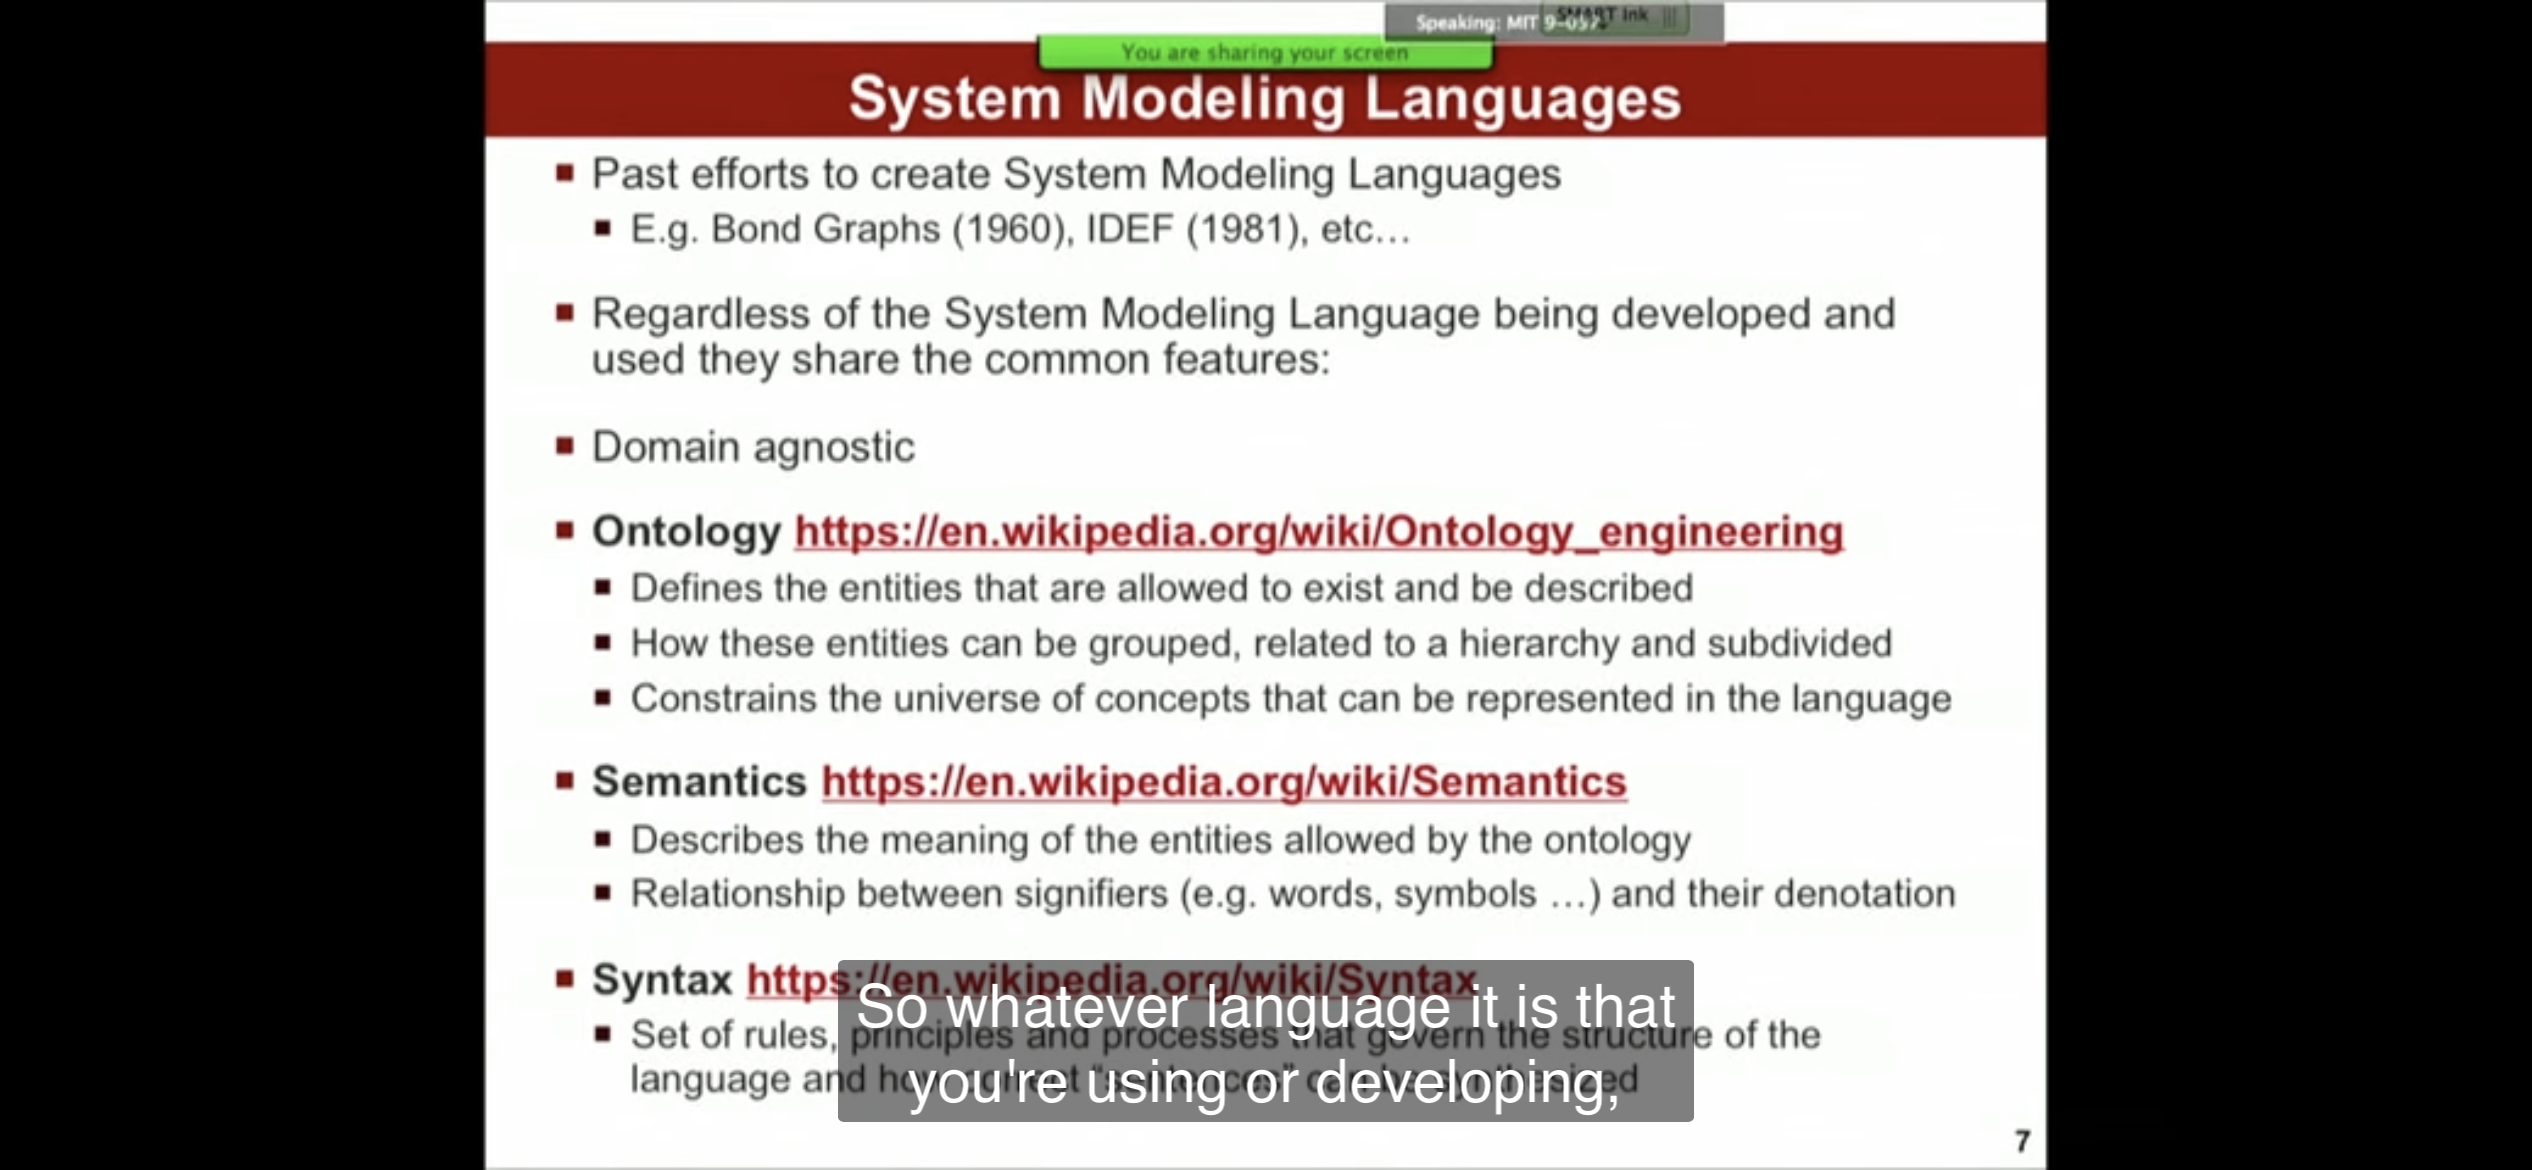 Speaking: MIT 9-057
SMART Ink
You are sharing your screen
System Modeling Languages
Past efforts to create System Modeling Languages
E.g. Bond Graphs (1960), IDEF (1981), etc…
Regardless of the System Modeling Language being developed and
used they share the common features:
Domain agnostic
Ontology https://en.wikipedia.org/wiki/Ontology_engineering
Defines the entities that are allowed to exist and be described
How these entities can be grouped, related to a hierarchy and subdivided
Constrains the universe of concepts that can be represented in the language
Semantics https://en.wikipedia.org/wiki/Semantics
Describes the meaning of the entities allowed by the ontology
Relationship between signifiers (e.g. words, symbols …) and their denotation
Syntax https://en.wikipedia.org/wiki/Syntax
Set of rules, principles and processes that govern the structure of the
language and how correct “sentences” can be synthesized
So whatever language it is that
you're using or developing,
7